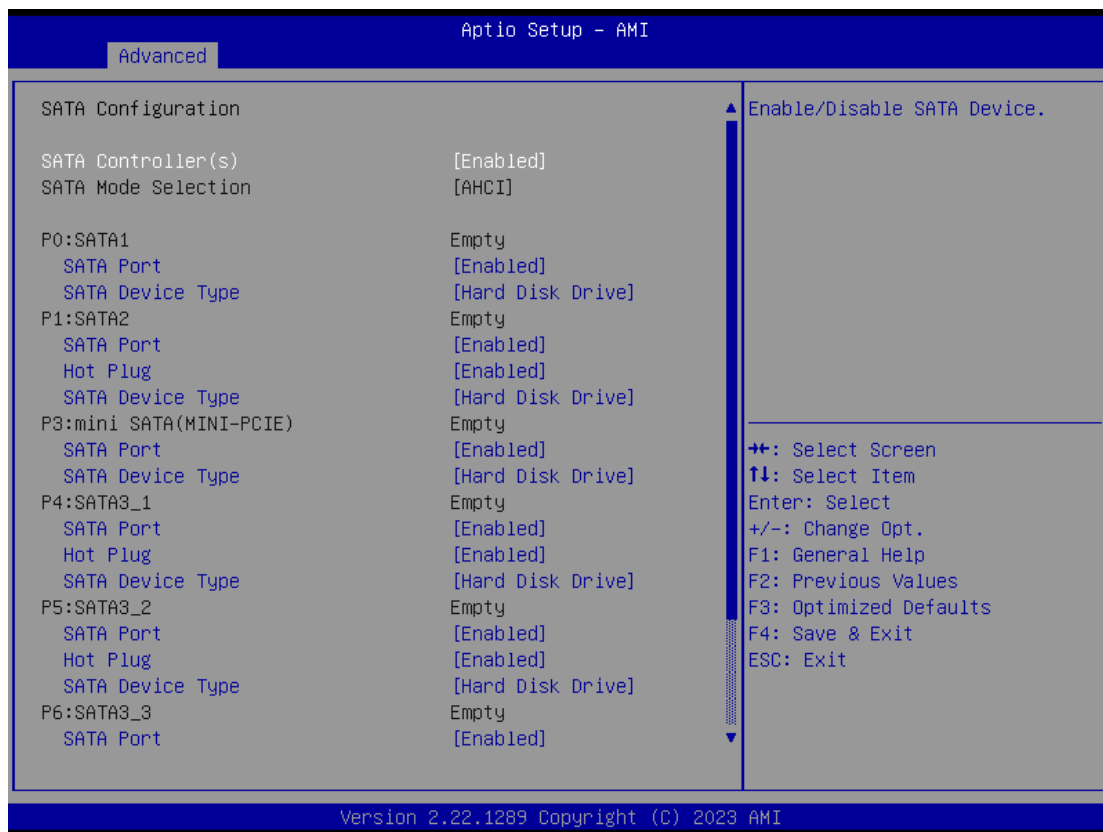 Aptio Setup - AMI
Advanced
SATA Configuration
SATA Controller(s) [Enabled]
SATA Mode Selection [AHCI]
P0:SATA1 Empty
SATA Port [Enabled]
SATA Device Type [Hard Disk Drive]
P1:SATA2 Empty
SATA Port [Enabled]
Hot Plug [Enabled]
SATA Device Type [Hard Disk Drive]
P3:mini SATA(MINI-PCIE) Empty
SATA Port [Enabled]
SATA Device Type [Hard Disk Drive]
P4:SATA3_1 Empty
SATA Port [Enabled]
Hot Plug [Enabled]
SATA Device Type [Hard Disk Drive]
P5:SATA3_2 Empty
SATA Port [Enabled]
Hot Plug [Enabled]
SATA Device Type [Hard Disk Drive]
P6:SATA3_3 Empty
SATA Port [Enabled]
Enable/Disable SATA Device.
→←: Select Screen
↑↓: Select Item
Enter: Select
+/-: Change Opt.
F1: General Help
F2: Previous Values
F3: Optimized Defaults
F4: Save & Exit
ESC: Exit
Version 2.22.1289 Copyright (C) 2023 AMI